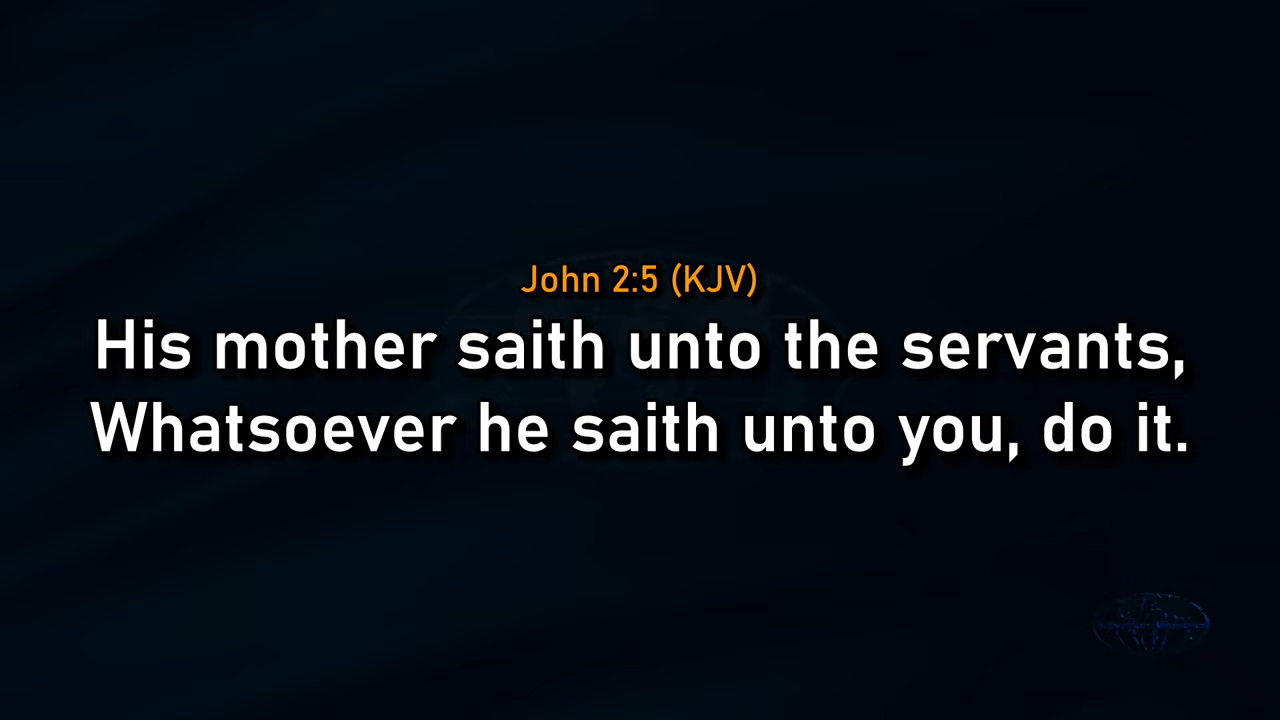 John 2:5 (KJV)
His mother saith unto the servants,
Whatsoever he saith unto you, do it.